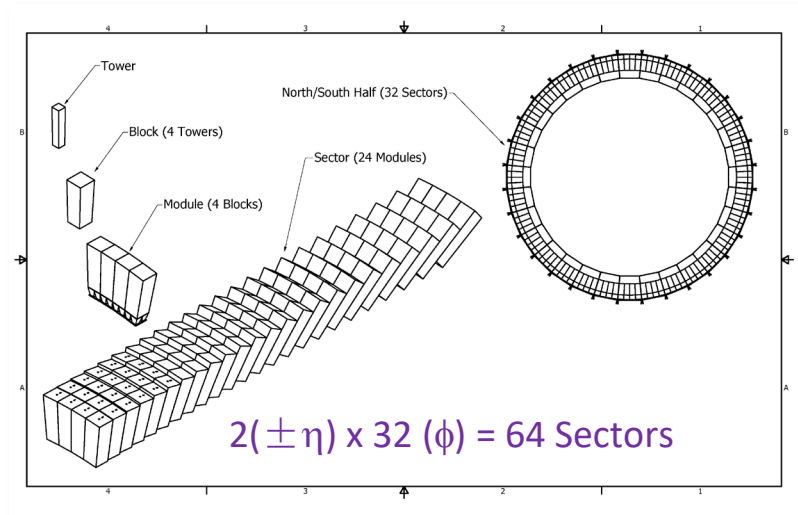 4 3 2 1
Tower
North/South Half (32 Sectors)
B B
Block (4 Towers)
Sector (24 Modules)
Module (4 Blocks)
A A
2(±η) x 32 (ϕ) = 64 Sectors
4 3 2 1